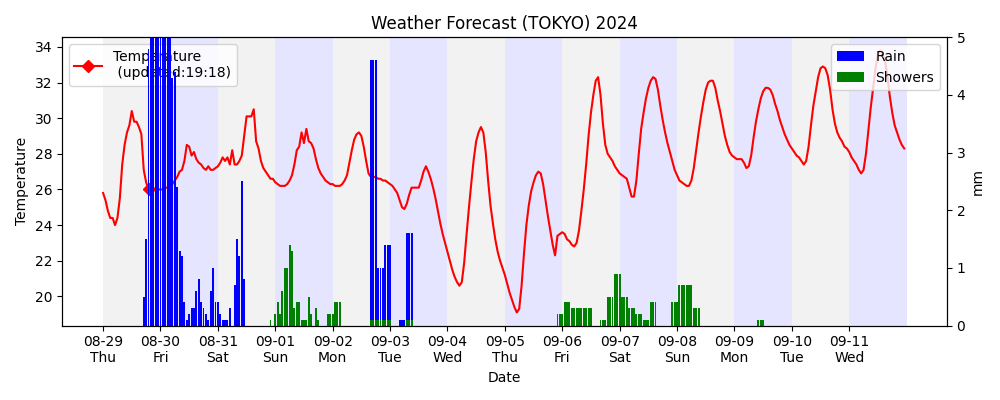 Weather Forecast (TOKYO) 2024
Temperature
(updated:19:18)
Rain
Showers
34
32
30
28
26
24
22
20
Temperature
5
4
3
2
1
0
mm
08-29 08-30 08-31 09-01 09-02 09-03 09-04 09-05 09-06 09-07 09-08 09-09 09-10 09-11
Thu Fri Sat Sun Mon Tue Wed Thu Fri Sat Sun Mon Tue Wed
Date